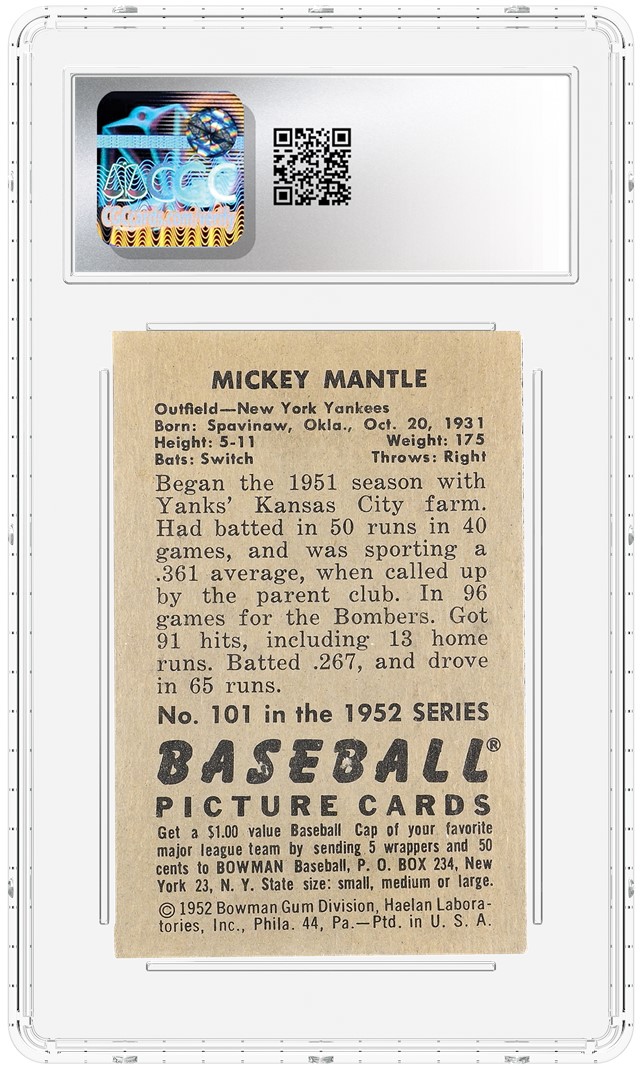 CGC
MICKEY MANTLE
Outfield—New York Yankees
Born: Spavinaw, Okla., Oct. 20, 1931
Height: 5-11 Weight: 175
Bats: Switch Throws: Right
Began the 1951 season with
Yanks' Kansas City farm.
Had batted in 50 runs in 40
games, and was sporting a
.361 average, when called up
by the parent club. In 96
games for the Bombers. Got
91 hits, including 13 home
runs. Batted .267, and drove
in 65 runs.
No. 101 in the 1952 SERIES
BASEBALL®
PICTURE CARDS
Get a $1.00 value Baseball Cap of your favorite
major league team by sending 5 wrappers and 50
cents to BOWMAN Baseball, P. O. BOX 234, New
York 23, N. Y. State size: small, medium or large.
© 1952 Bowman Gum Division, Haelan Labora-
tories, Inc., Phila. 44, Pa.—Ptd. in U. S. A.